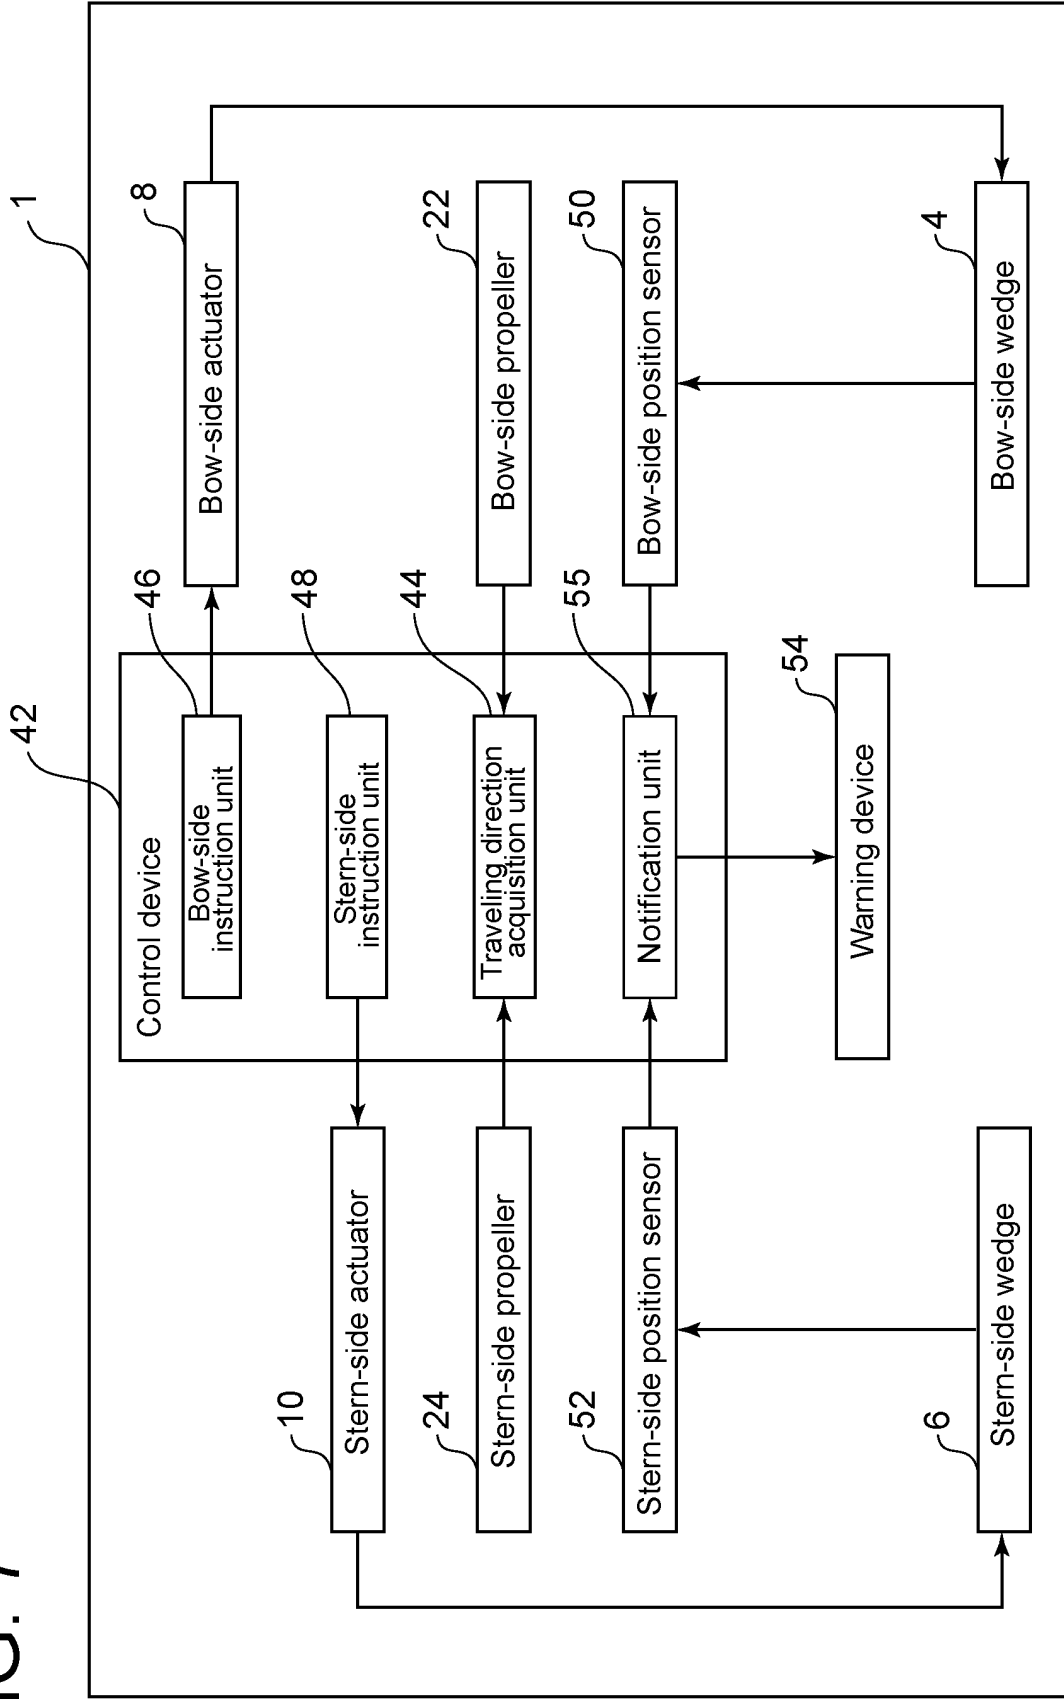 IG. 7
42
1
Control device
46
8
Bow-side
instruction unit
Bow-side actuator
10
48
Stern-side actuator
Stern-side
instruction unit
24
44
22
Stern-side propeller
Traveling direction
acquisition unit
Bow-side propeller
52
55
50
Stern-side position sensor
Notification unit
Bow-side position sensor
54
Warning device
6
4
Stern-side wedge
Bow-side wedge